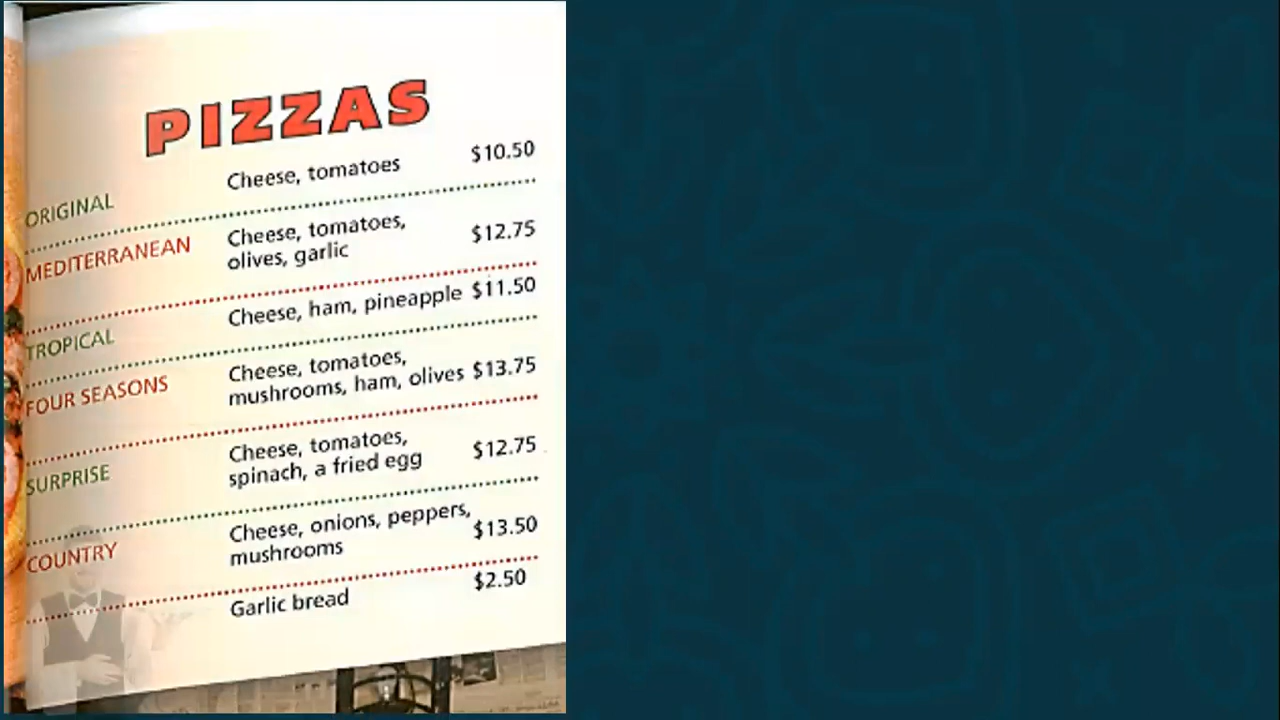 PIZZAS
ORIGINAL Cheese, tomatoes $10.50
MEDITERRANEAN Cheese, tomatoes, olives, garlic $12.75
TROPICAL Cheese, ham, pineapple $11.50
FOUR SEASONS Cheese, tomatoes, mushrooms, ham, olives $13.75
SURPRISE Cheese, tomatoes, spinach, a fried egg $12.75
COUNTRY Cheese, onions, peppers, mushrooms $13.50
Garlic bread $2.50